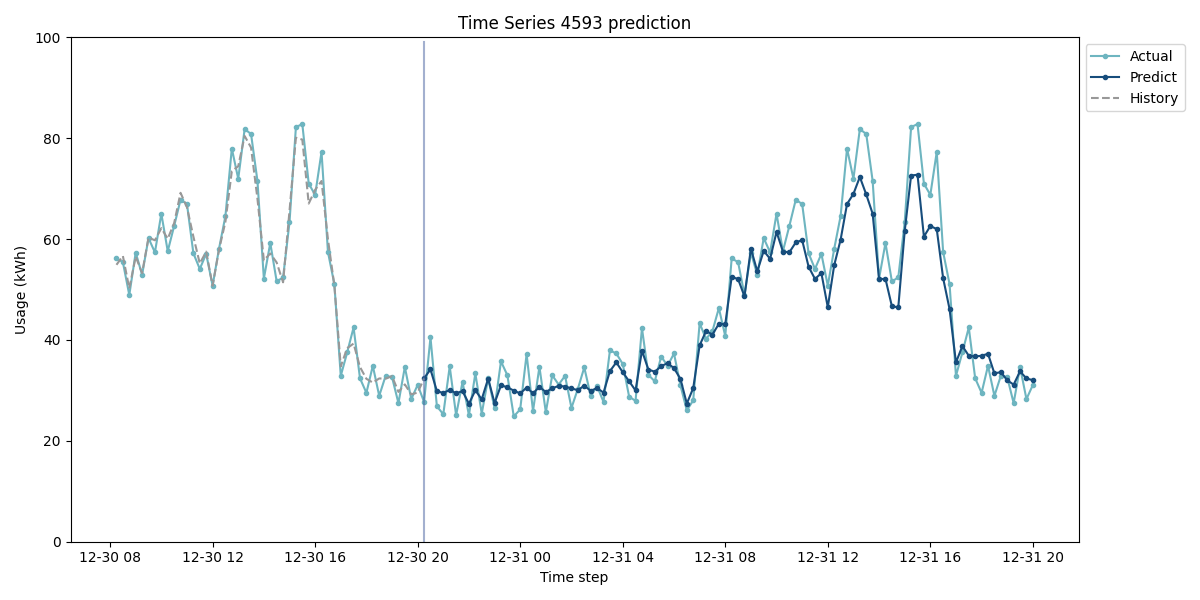 Time Series 4593 prediction
Usage (kWh)
100
80
60
40
20
0
12-30 08 12-30 12 12-30 16 12-30 20 12-31 00 12-31 04 12-31 08 12-31 12 12-31 16 12-31 20
Time step
Actual
Predict
History